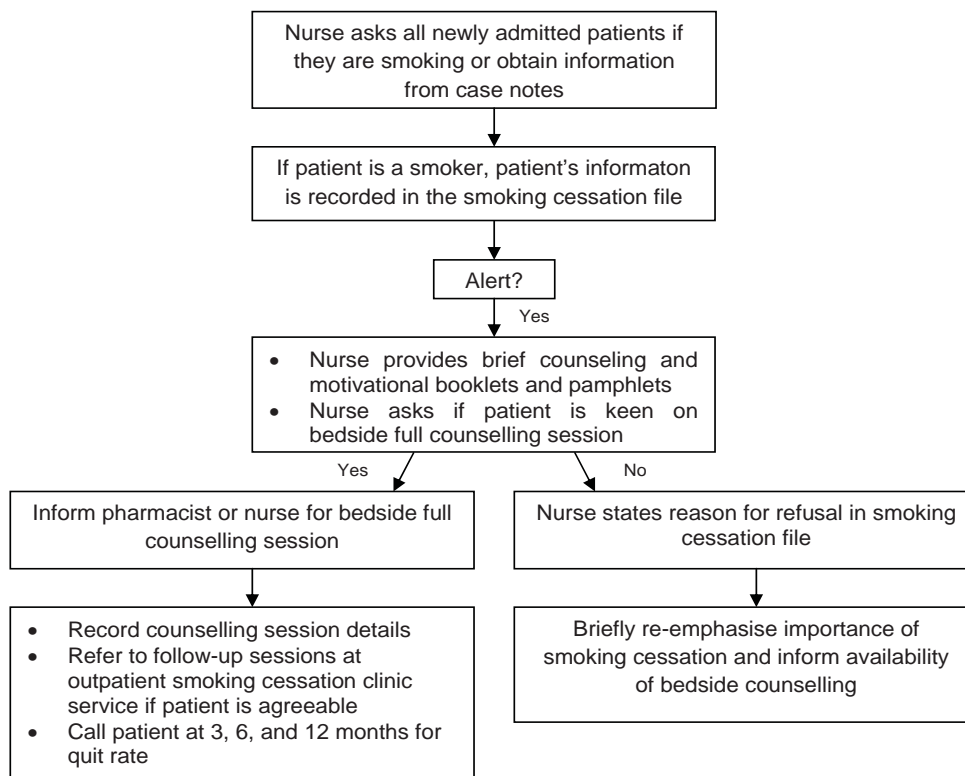 Nurse asks all newly admitted patients if
they are smoking or obtain information
from case notes
If patient is a smoker, patient’s informaton
is recorded in the smoking cessation file
Alert?
Yes
• Nurse provides brief counseling and
motivational booklets and pamphlets
• Nurse asks if patient is keen on
bedside full counselling session
Yes
No
Inform pharmacist or nurse for bedside full
counselling session
Nurse states reason for refusal in smoking
cessation file
• Record counselling session details
• Refer to follow-up sessions at
outpatient smoking cessation clinic
service if patient is agreeable
• Call patient at 3, 6, and 12 months for
quit rate
Briefly re-emphasise importance of
smoking cessation and inform availability
of bedside counselling